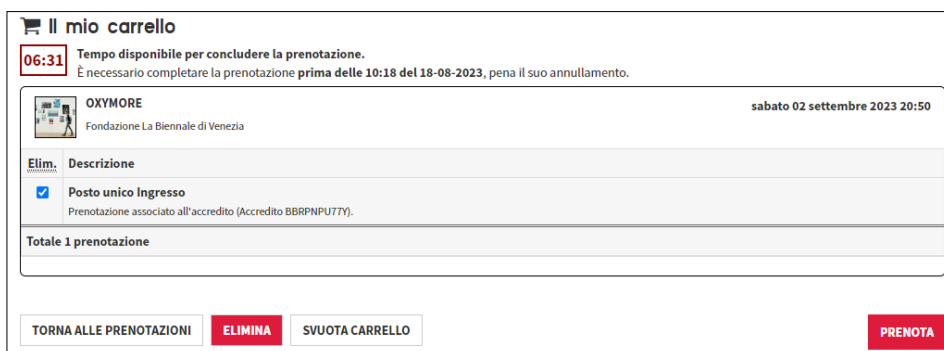 Il mio carrello
06:31
Tempo disponibile per concludere la prenotazione.
È necessario completare la prenotazione prima delle 10:18 del 18-08-2023, pena il suo annullamento.
OXYMORE
sabato 02 settembre 2023 20:50
Fondazione La Biennale di Venezia
Elim. Descrizione
Posto unico Ingresso
Prenotazione associato all'accredito (Accredito BBRPNPU77Y).
Totale 1 prenotazione
TORNA ALLE PRENOTAZIONI ELIMINA SVUOTA CARRELLO PRENOTA